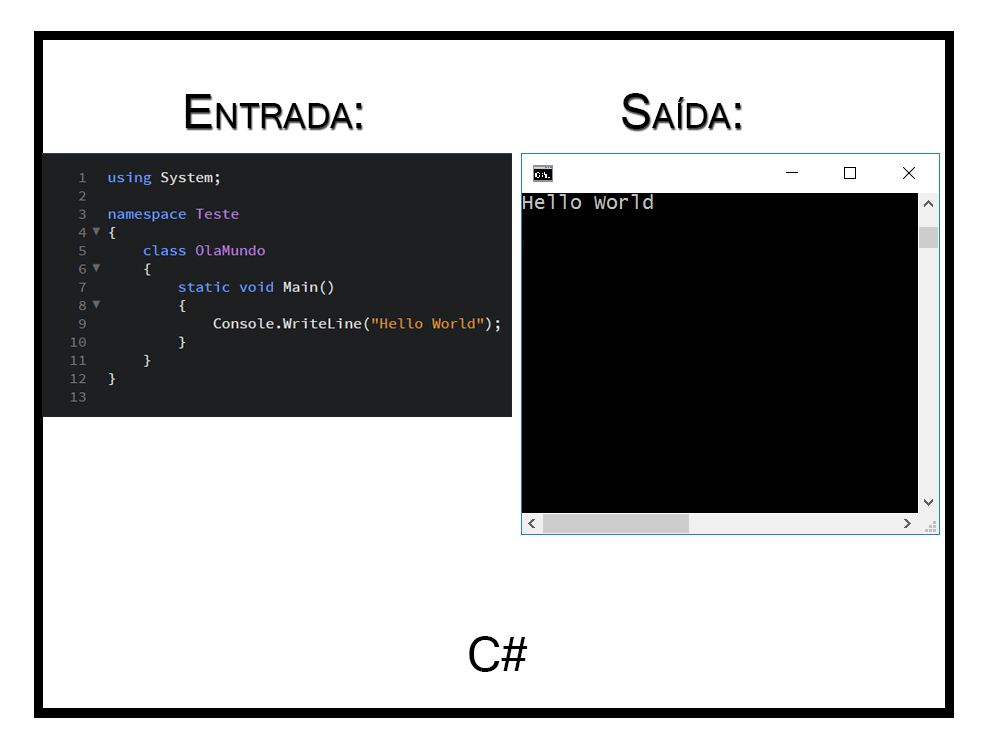 Entrada:
Saída:
1 using System;
2
3 namespace Teste
4 {
5 class OlaMundo
6 {
7 static void Main()
8 {
9 Console.WriteLine("Hello World");
10 }
11 }
12 }
13
C:\.
Hello World
C#